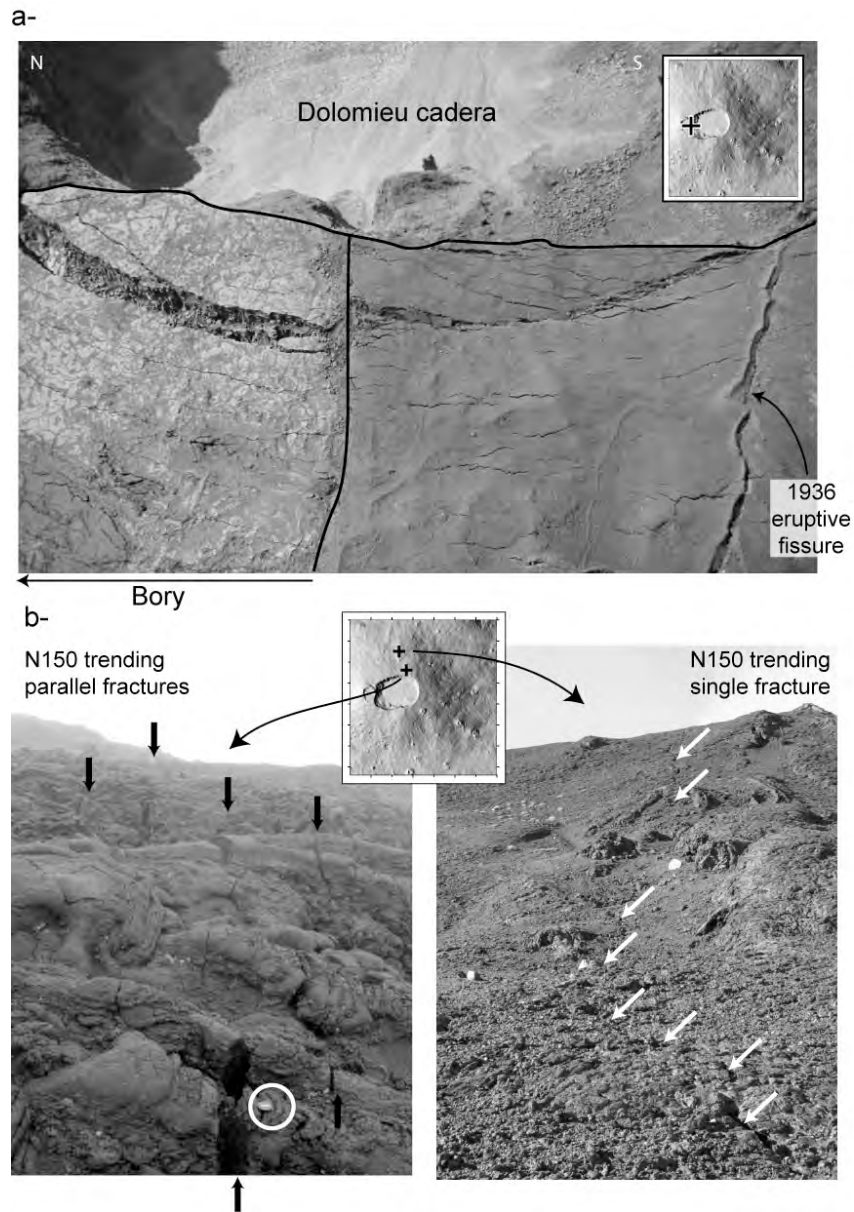 a-
N
S
Dolomieu cadera
1936
eruptive
fissure
Bory
b-
N150 trending
parallel fractures
N150 trending
single fracture